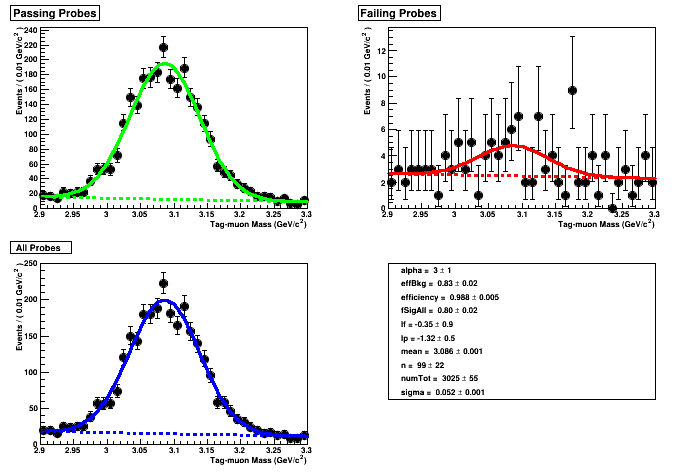 Passing Probes
Events / ( 0.01 GeV/c² )
240
220
200
180
160
140
120
100
80
60
40
20
0
2.9 2.95 3 3.05 3.1 3.15 3.2 3.25 3.3
Tag-muon Mass (GeV/c²)
Failing Probes
Events / ( 0.01 GeV/c² )
12
10
8
6
4
2
0
2.9 2.95 3 3.05 3.1 3.15 3.2 3.25 3.3
Tag-muon Mass (GeV/c²)
All Probes
Events / ( 0.01 GeV/c² )
250
200
150
100
50
0
2.9 2.95 3 3.05 3.1 3.15 3.2 3.25 3.3
Tag-muon Mass (GeV/c²)
alpha = 3 ± 1
effBkg = 0.83 ± 0.02
efficiency = 0.988 ± 0.005
fSigAll = 0.80 ± 0.02
lf = -0.35 ± 0.9
lp = -1.32 ± 0.5
mean = 3.086 ± 0.001
n = 99 ± 22
numTot = 3025 ± 55
sigma = 0.052 ± 0.001